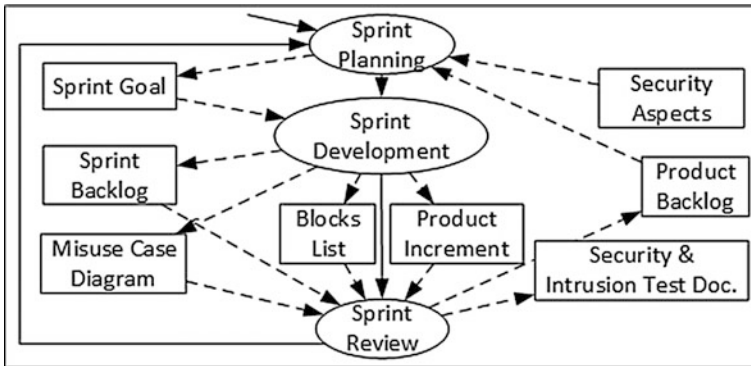 Sprint
Planning
Sprint Goal
Security
Aspects
Sprint
Development
Sprint
Backlog
Product
Backlog
Blocks
List
Product
Increment
Misuse Case
Diagram
Security &
Intrusion Test Doc.
Sprint
Review